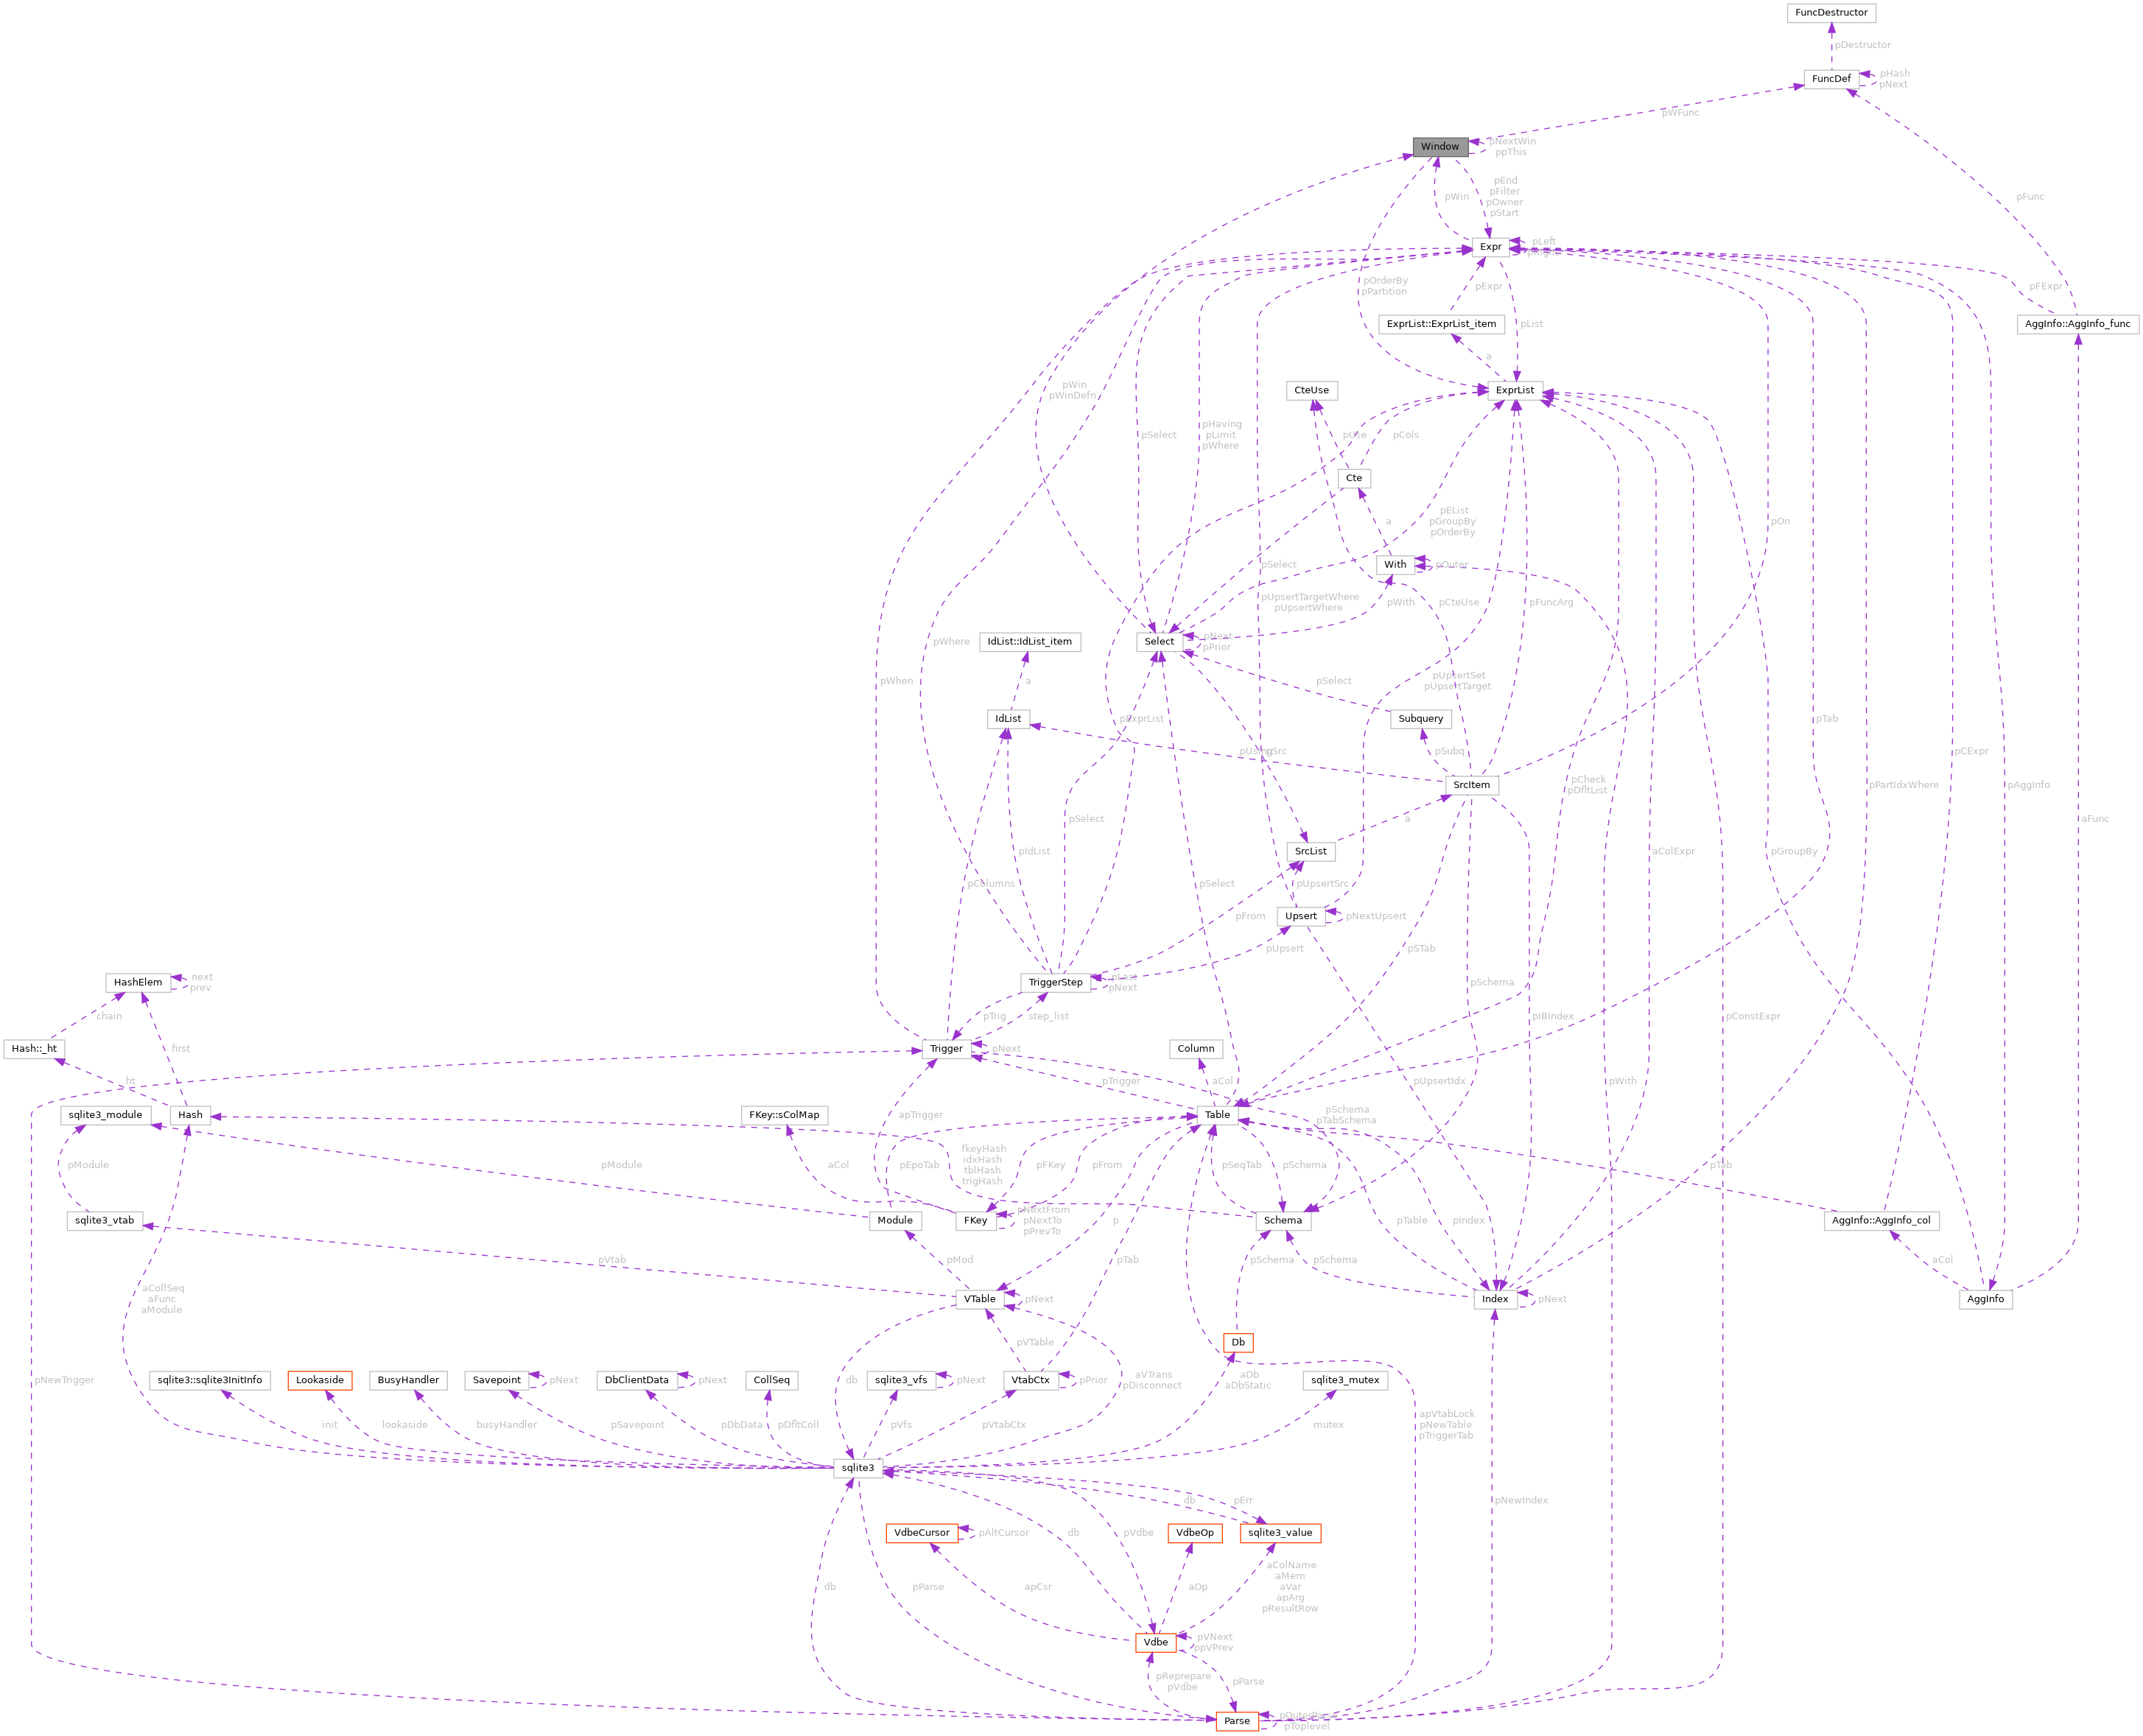 FuncDestructor
pDestructor
FuncDef
pHash
pNext
pWFunc
Window
pNextWin
ppThis
pEnd
pFilter
pOwner
pStart
pWin
pFunc
Expr
pLeft
pRight
pOrderBy
pPartition
pExpr
pFExpr
ExprList::ExprList_item
pList
AggInfo::AggInfo_func
a
pWin
pWinDefn
CteUse
ExprList
pSelect
pHaving
pLimit
pWhere
pUse
pCols
Cte
pEList
pGroupBy
pOrderBy
a
pOn
pSelect
With
pOuter
pUpsertTargetWhere
pUpsertWhere
pWith
pCteUse
pFuncArg
IdList::IdList_item
pWhere
Select
pNext
pPrior
pWhen
a
pSelect
pUpsertSet
pUpsertTarget
IdList
pExprList
Subquery
pTab
pUsing
pSrc
pSubq
pCExpr
SrcItem
pCheck
pDfltList
pPartIdxWhere
pAggInfo
pSelect
a
aFunc
pIdList
SrcList
aColExpr
pGroupBy
pColumns
pSelect
pUpsertSrc
pFrom
Upsert
pNextUpsert
pUpsert
pSTab
HashElem
next
prev
TriggerStep
pLast
pNext
pSchema
chain
pTrig
step_list
pIBIndex
pConstExpr
Hash::_ht
first
Trigger
pNext
Column
ht
pTrigger
aCol
pUpsertIdx
pWith
sqlite3_module
Hash
apTrigger
FKey::sColMap
Table
pSchema
pTabSchema
pModule
pModule
pEpoTab
aCol
fkeyHash
idxHash
tblHash
trigHash
pFKey
pFrom
pSeqTab
pSchema
pTab
sqlite3_vtab
Module
FKey
pNextFrom
pNextTo
pPrevTo
p
Schema
pTable
pIndex
AggInfo::AggInfo_col
pVtab
pMod
pTab
pSchema
pSchema
aCol
aCollSeq
aFunc
aModule
VTable
pNext
Index
pNext
AggInfo
pVTable
Db
sqlite3::sqlite3InitInfo
Lookaside
BusyHandler
Savepoint
pNext
DbClientData
pNext
CollSeq
db
sqlite3_vfs
pNext
VtabCtx
pPrior
aVTrans
pDisconnect
aDb
aDbStatic
sqlite3_mutex
pNewTrigger
init
lookaside
busyHandler
pSavepoint
pDbData
pDfltColl
pVfs
pVtabCtx
mutex
apVtabLock
pNewTable
pTriggerTab
sqlite3
db
pErr
pNewIndex
VdbeCursor
pAltCursor
db
pVdbe
VdbeOp
sqlite3_value
db
pParse
apCsr
aOp
aColName
aMem
aVar
apArg
pResultRow
Vdbe
pVNext
ppVPrev
pReprepare
pVdbe
pParse
Parse
pOuterParse
pToplevel